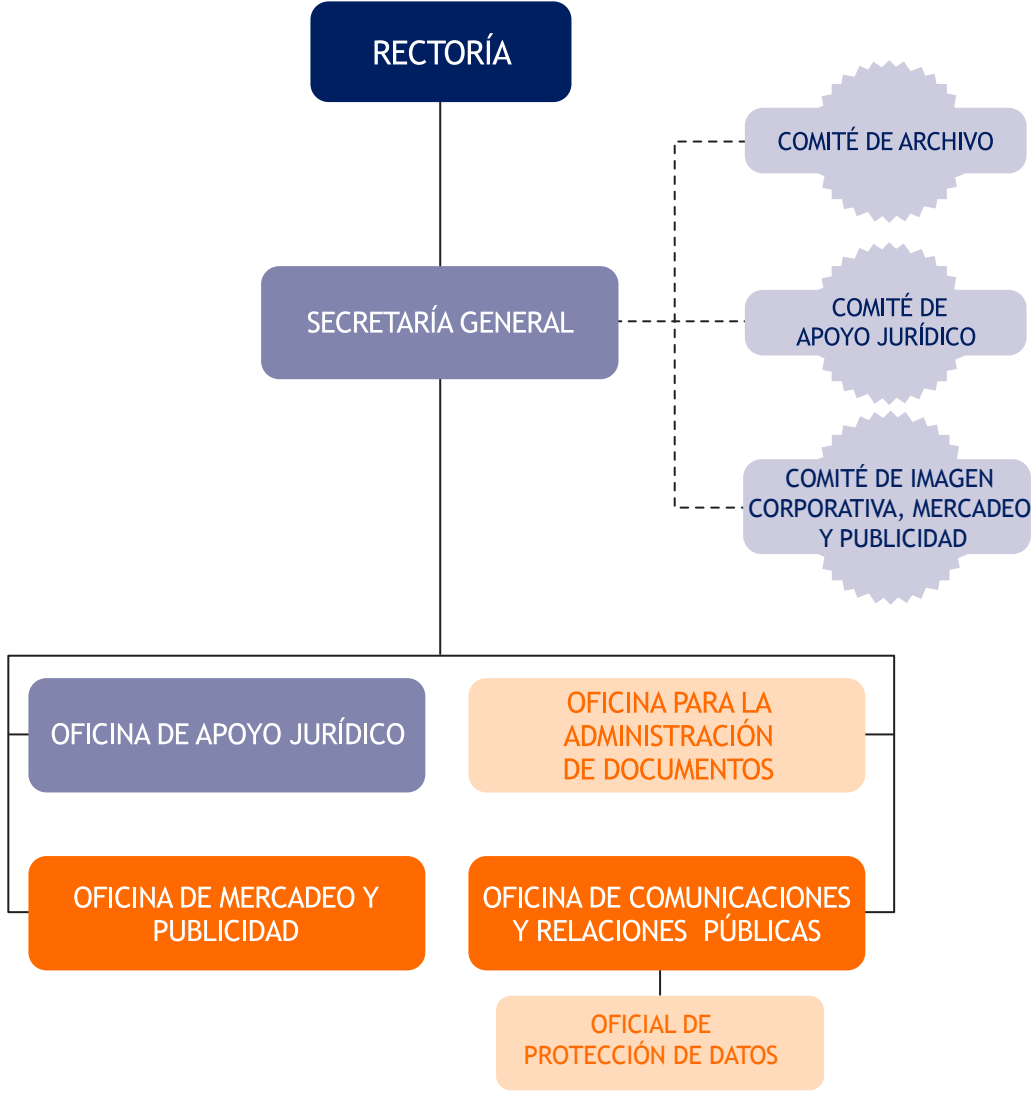 RECTORÍA
COMITÉ DE ARCHIVO
SECRETARÍA GENERAL
COMITÉ DE
APOYO JURÍDICO
COMITÉ DE IMAGEN
CORPORATIVA, MERCADEO
Y PUBLICIDAD
OFICINA DE APOYO JURÍDICO
OFICINA PARA LA
ADMINISTRACIÓN
DE DOCUMENTOS
OFICINA DE MERCADEO Y
PUBLICIDAD
OFICINA DE COMUNICACIONES
Y RELACIONES PÚBLICAS
OFICIAL DE
PROTECCIÓN DE DATOS